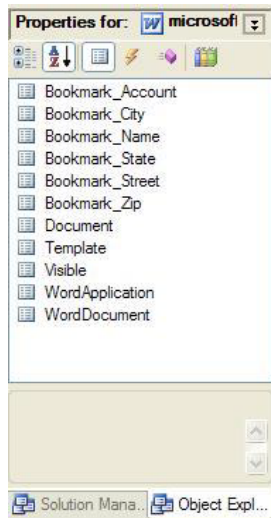 Properties for: microsoft
Bookmark_Account
Bookmark_City
Bookmark_Name
Bookmark_State
Bookmark_Street
Bookmark_Zip
Document
Template
Visible
WordApplication
WordDocument
Solution Mana... Object Expl...